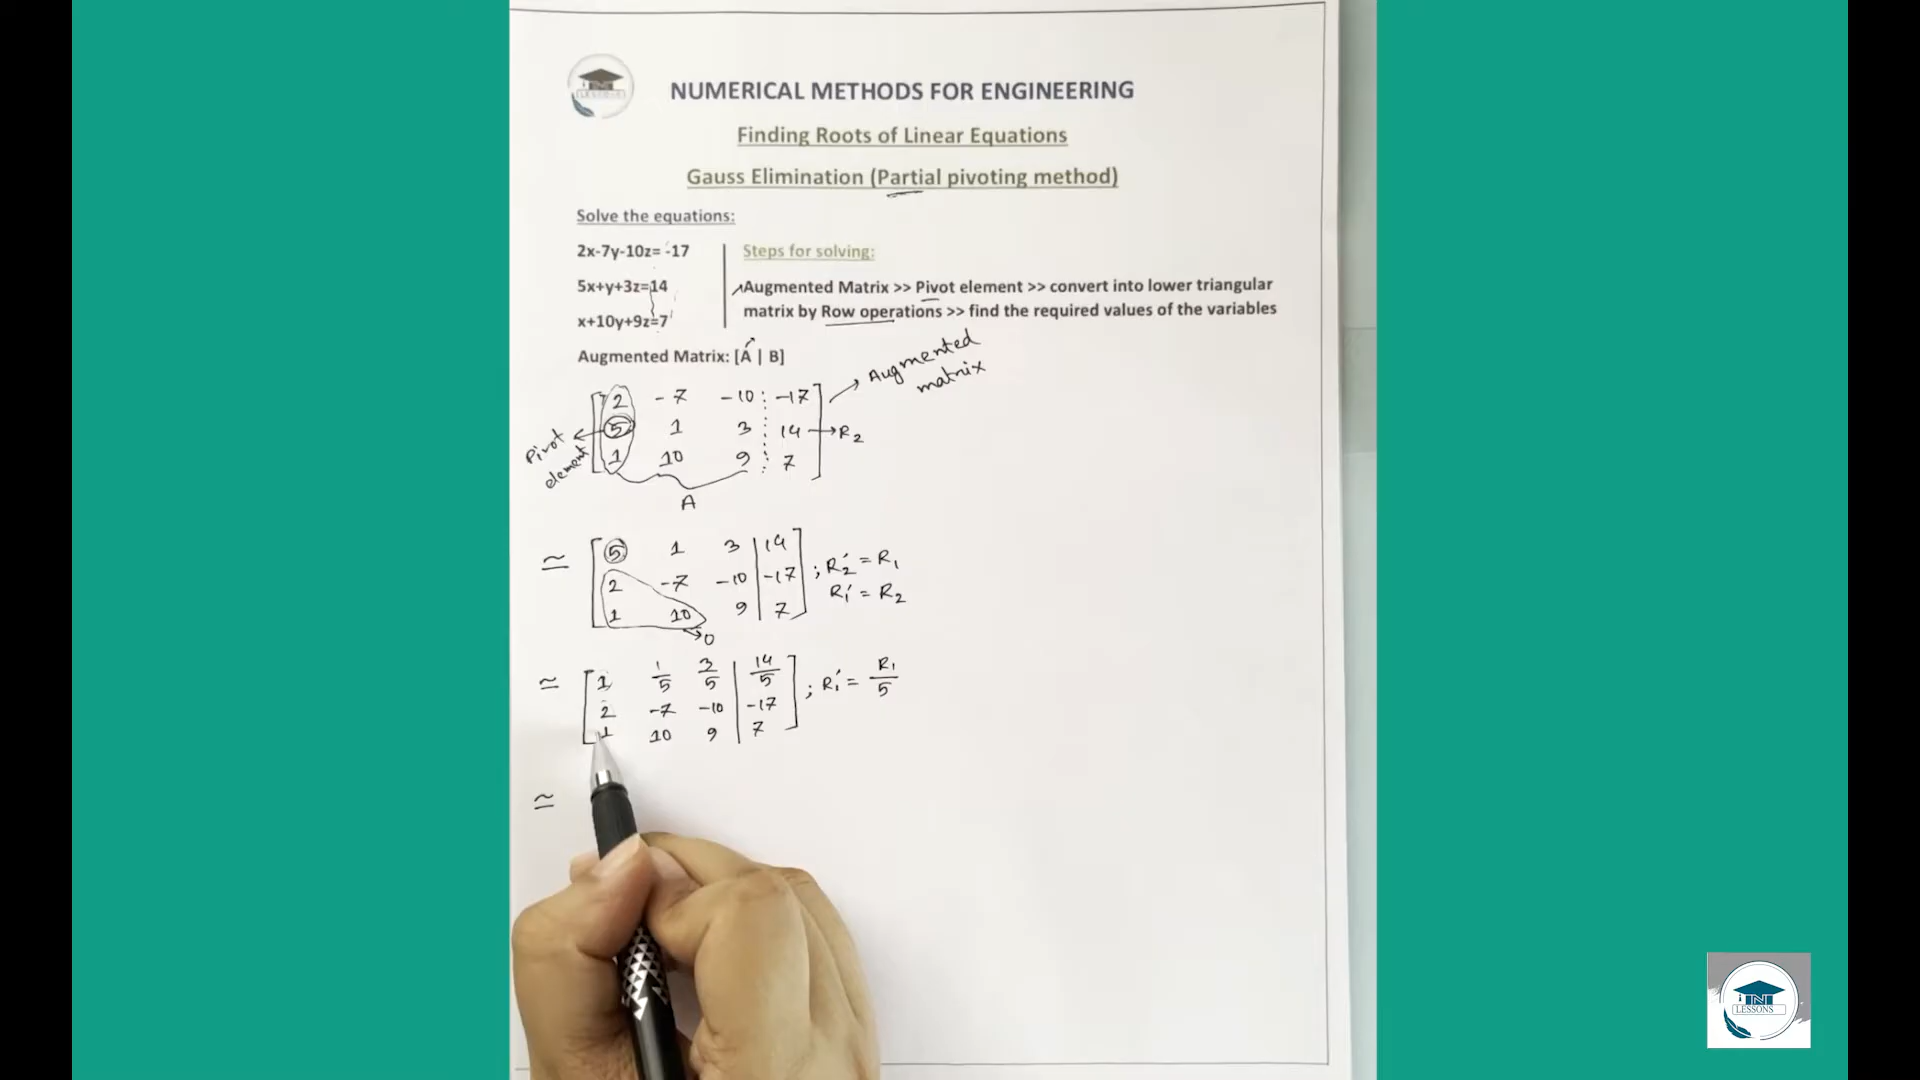 NUMERICAL METHODS FOR ENGINEERING
Finding Roots of Linear Equations
Gauss Elimination (Partial pivoting method)
Solve the equations:
2x-7y-10z= -17
5x+y+3z=14
x+10y+9z=7
Steps for solving:
Augmented Matrix >> Pivot element >> convert into lower triangular
matrix by Row operations >> find the required values of the variables
Augmented Matrix: [A | B]
Augmented
matrix
2 -7 -10 : -17
5 1 3 : 14 → R2
1 10 9 : 7
Pivot
element
A
≃ 5 1 3 | 14
2 -7 -10 | -17
1 10 9 | 7
; R2' = R1
R1' = R2
→0
≃ 1 1/5 3/5 | 14/5 ; R1' = R1/5
2 -7 -10 | -17
1 10 9 | 7
≃
TNT
LESSONS